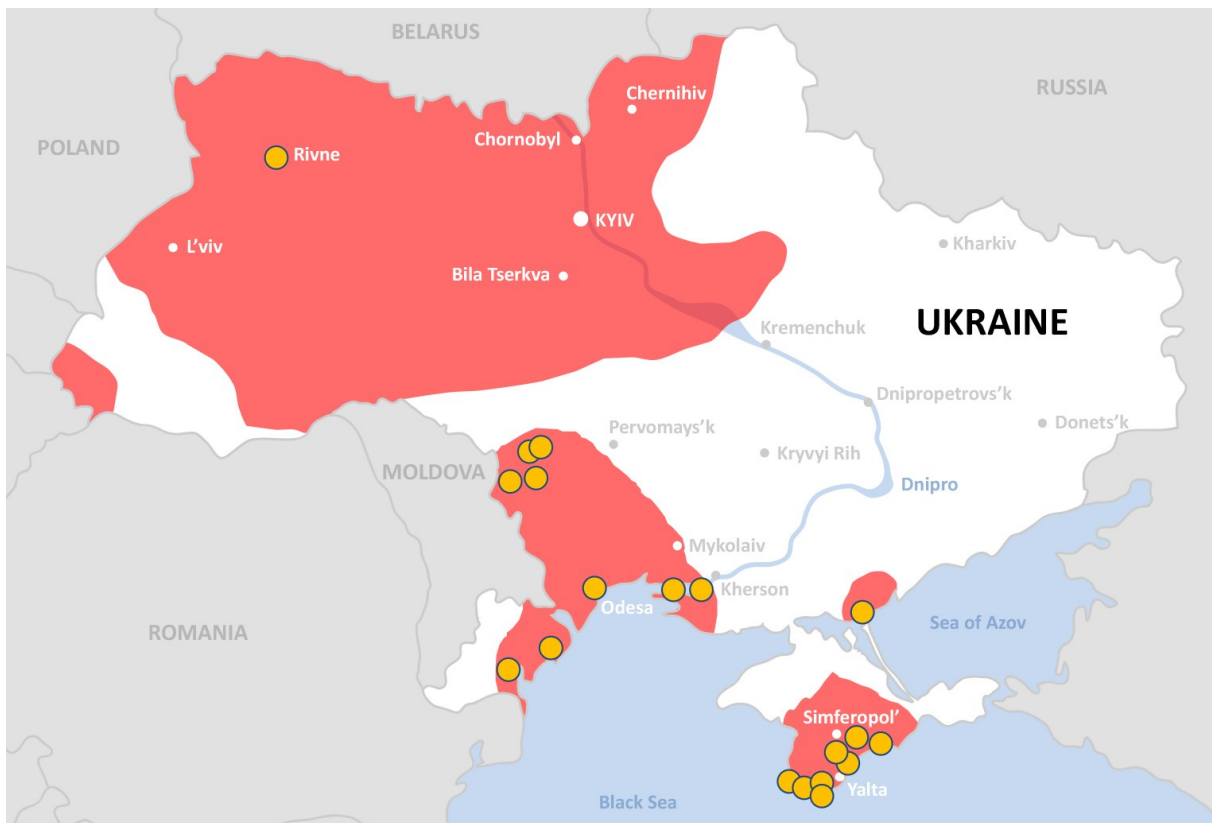 BELARUS
RUSSIA
Chernihiv
POLAND
Chornobyl
Rivne
KYIV
L'viv
Kharkiv
Bila Tserkva
UKRAINE
Kremenchuk
Dnipropetrovs'k
Pervomays'k
Donets'k
Kryvyi Rih
MOLDOVA
Dnipro
Mykolaiv
Kherson
Odesa
Sea of Azov
ROMANIA
Simferopol'
Yalta
Black Sea